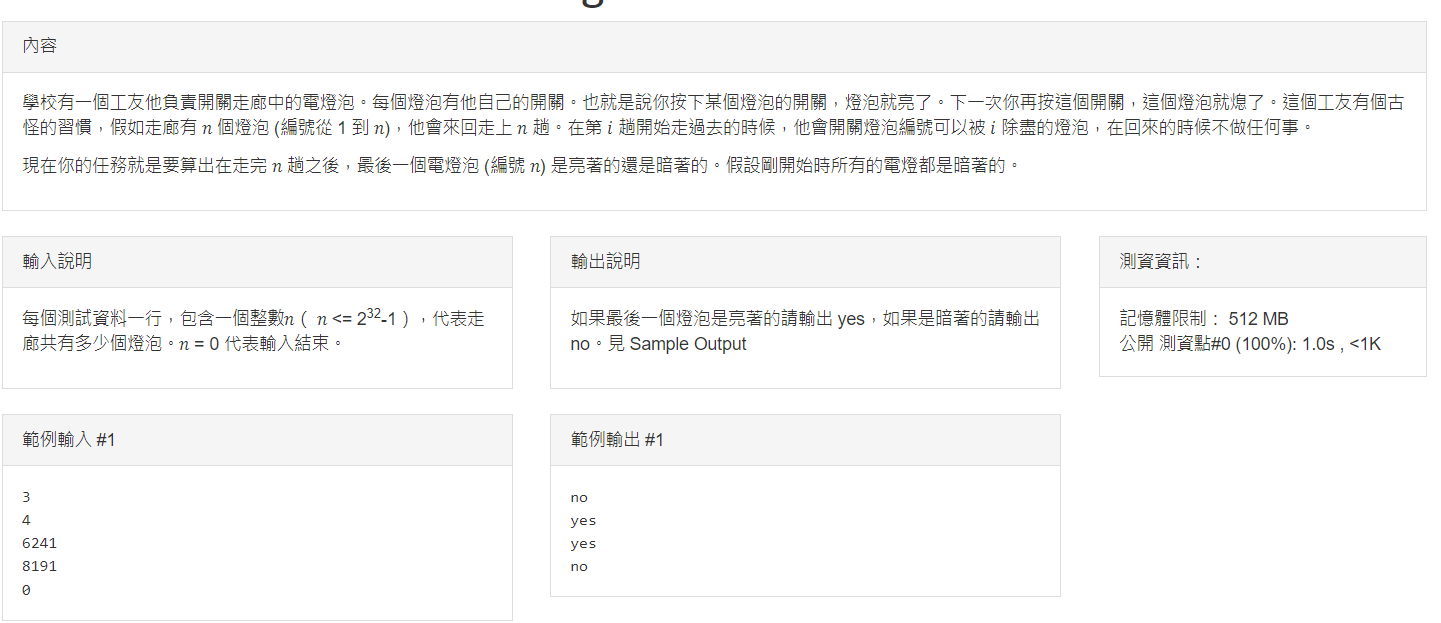 內容
學校有一個工友他負責開關走廊中的電燈泡。每個燈泡有他自己的開關。也就是說你按下某個燈泡的開關，燈泡就亮了。下一次你再按這個開關，這個燈泡就熄了。這個工友有個古
怪的習慣，假如走廊有 n 個燈泡 (編號從 1 到 n)，他會來回走上 n 趟。在第 i 趟開始走過去的時候，他會開關燈泡編號可以被 i 除盡的燈泡，在回來的時候不做任何事。
現在你的任務就是要算出在走完 n 趟之後，最後一個電燈泡 (編號 n) 是亮著的還是暗著的。假設剛開始時所有的電燈都是暗著的。
輸入說明
每個測試資料一行，包含一個整數n（ n <= 2^32-1 ），代表走
廊共有多少個燈泡。n = 0 代表輸入結束。
輸出說明
如果最後一個燈泡是亮著的請輸出 yes，如果是暗著的請輸出
no。見 Sample Output
測資資訊：
記憶體限制： 512 MB
公開 測資點#0 (100%): 1.0s , <1K
範例輸入 #1
3
4
6241
8191
0
範例輸出 #1
no
yes
yes
no